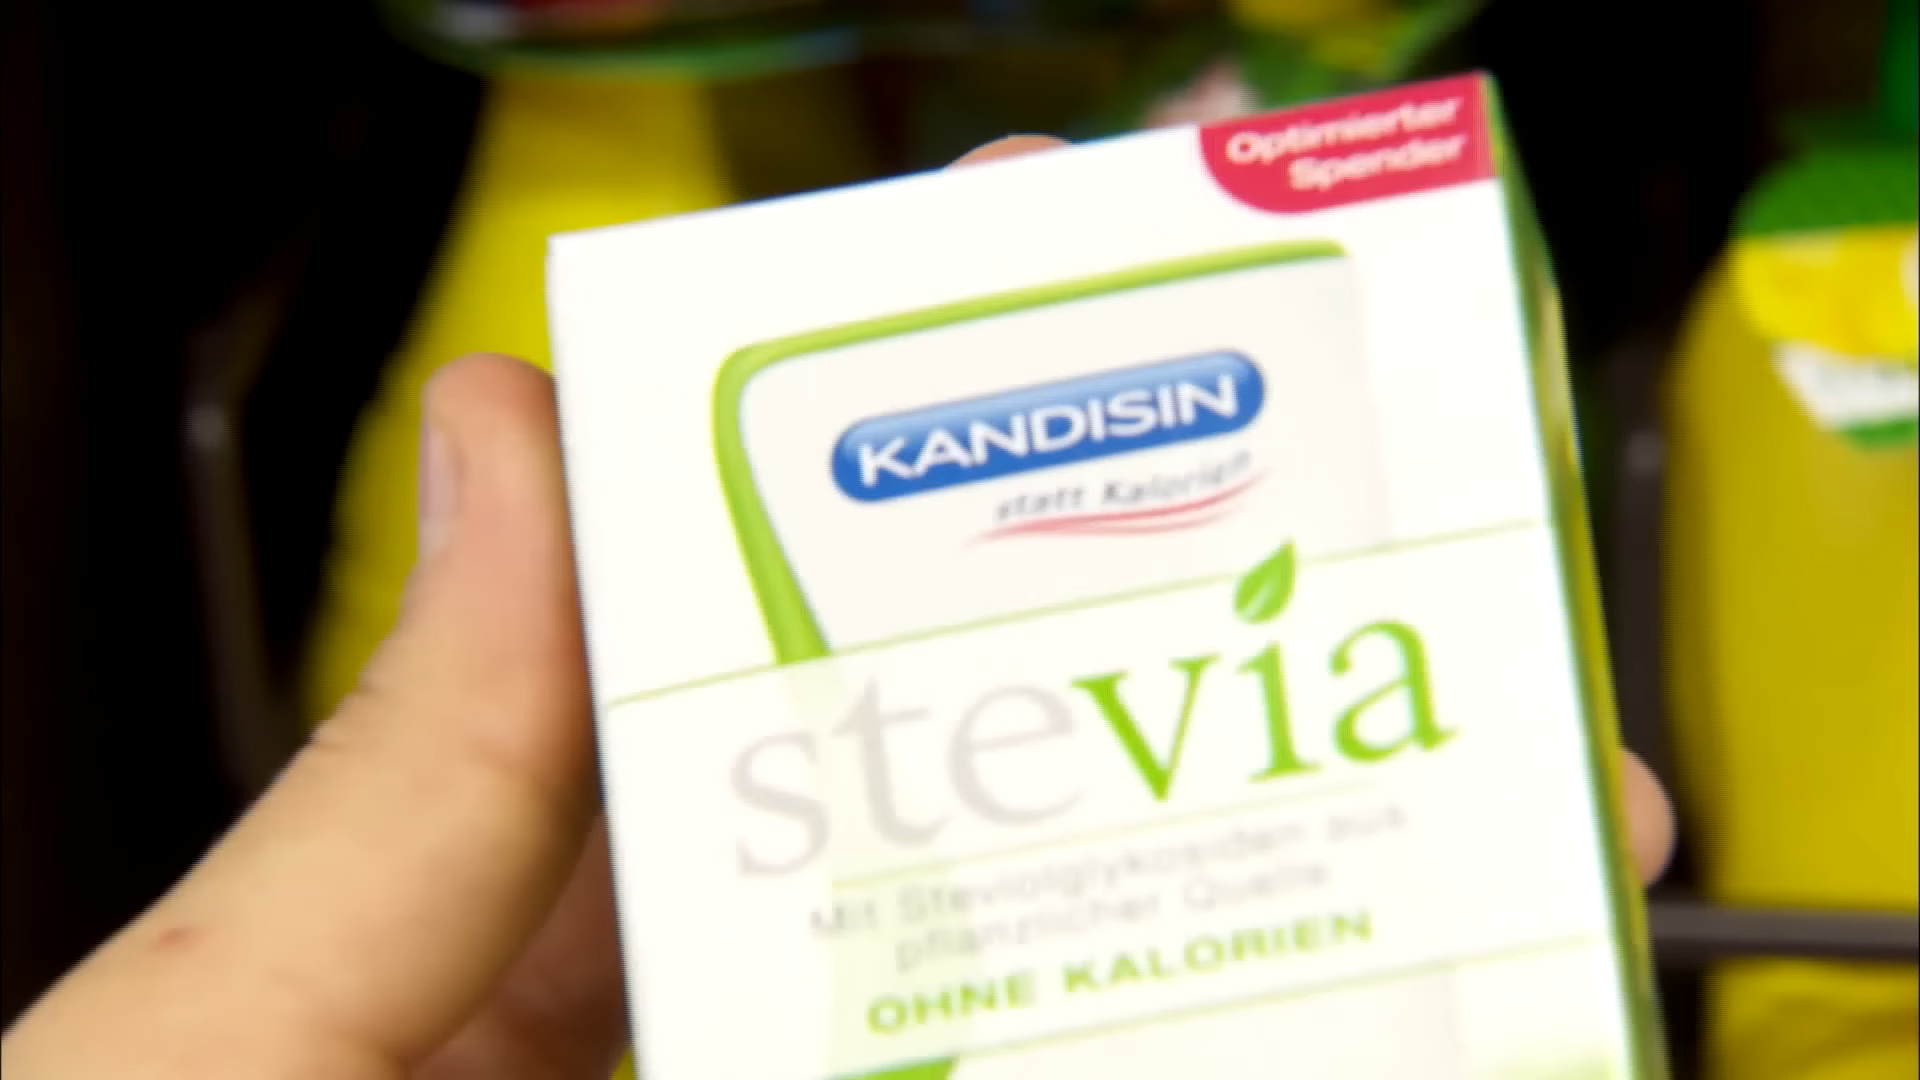 Optimierter
Spender
KANDISIN
statt Kalorien
stevia
Mit Steviolglykosiden aus
pflanzlicher Quelle
OHNE KALORIEN